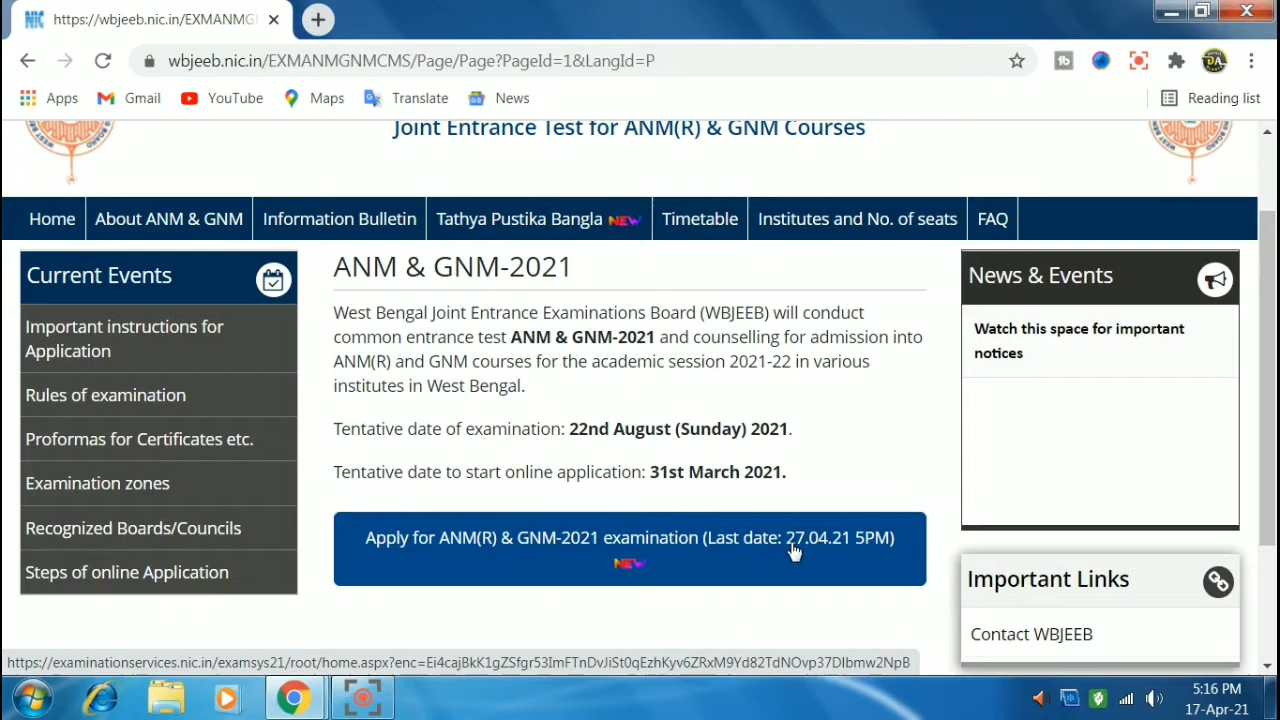 https://wbjeeb.nic.in/EXMANMG
wbjeeb.nic.in/EXMANMGNMCMS/Page/Page?PageId=1&LangId=P
Apps Gmail YouTube Maps Translate News Reading list
Joint Entrance Test for ANM(R) & GNM Courses
Home About ANM & GNM Information Bulletin Tathya Pustika Bangla NEW Timetable Institutes and No. of seats FAQ
Current Events
Important instructions for
Application
Rules of examination
Proformas for Certificates etc.
Examination zones
Recognized Boards/Councils
Steps of online Application
ANM & GNM-2021
West Bengal Joint Entrance Examinations Board (WBJEEB) will conduct
common entrance test ANM & GNM-2021 and counselling for admission into
ANM(R) and GNM courses for the academic session 2021-22 in various
institutes in West Bengal.
Tentative date of examination: 22nd August (Sunday) 2021.
Tentative date to start online application: 31st March 2021.
Apply for ANM(R) & GNM-2021 examination (Last date: 27.04.21 5PM)
NEW
News & Events
Watch this space for important
notices
Important Links
Contact WBJEEB
https://examinationservices.nic.in/examsys21/root/home.aspx?enc=Ei4cajBkK1gZSfgr53ImFTnDvJiSt0qEzhKyv6ZRxM9Yd82TdNOvp37DIbmw2NpB
5:16 PM
17-Apr-21